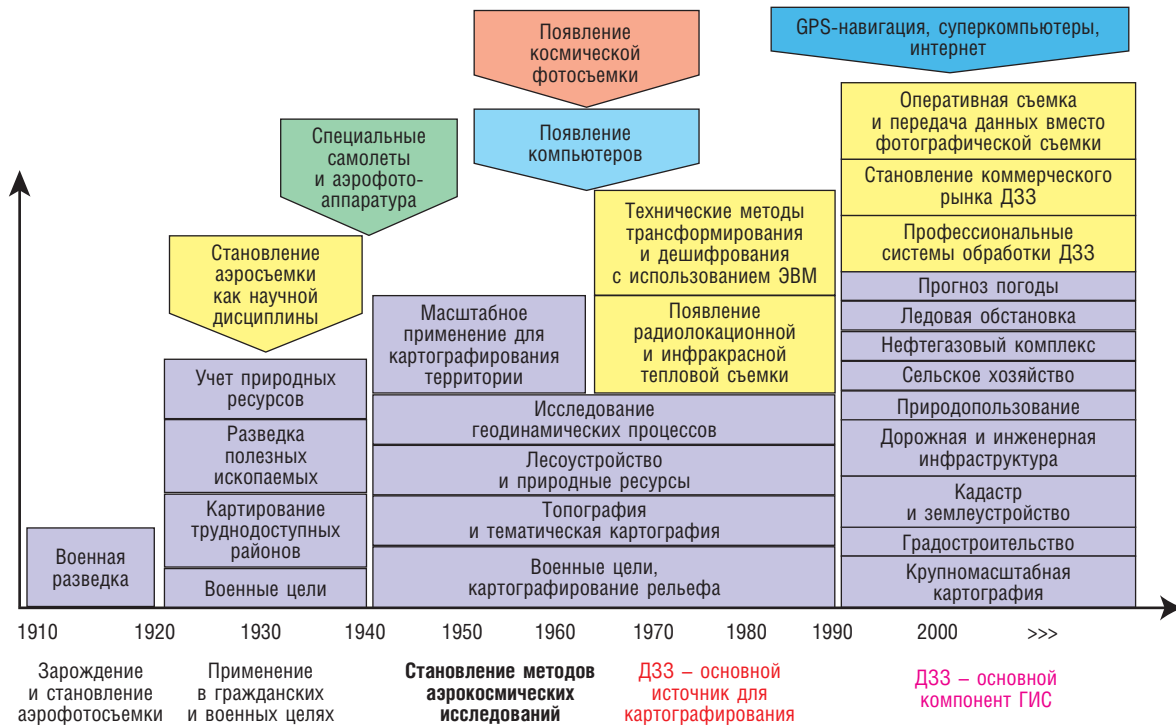 Появление
космической
фотосъемки
GPS-навигация, суперкомпьютеры,
интернет
Специальные
самолеты
и аэрофото-
аппаратура
Появление
компьютеров
Становление
аэросъемки
как научной
дисциплины
Военная
разведка
Учет природных
ресурсов
Разведка
полезных
ископаемых
Картирование
труднодоступных
районов
Военные цели
Масштабное
применение для
картографирования
территории
Технические методы
трансформирования
и дешифрования
с использованием ЭВМ
Появление
радиолокационной
и инфракрасной
тепловой съемки
Исследование
геодинамических процессов
Лесоустройство
и природные ресурсы
Топография
и тематическая картография
Военные цели,
картографирование рельефа
Оперативная съемка
и передача данных вместо
фотографической съемки
Становление коммерческого
рынка ДЗЗ
Профессиональные
системы обработки ДЗЗ
Прогноз погоды
Ледовая обстановка
Нефтегазовый комплекс
Сельское хозяйство
Природопользование
Дорожная и инженерная
инфраструктура
Кадастр
и землеустройство
Градостроительство
Крупномасштабная
картография
1910 1920 1930 1940 1950 1960 1970 1980 1990 2000 >>>
Зарождение
и становление
аэрофотосъемки
Применение
в гражданских
и военных целях
Становление методов
аэрокосмических
исследований
ДЗЗ – основной
источник для
картографирования
ДЗЗ – основной
компонент ГИС